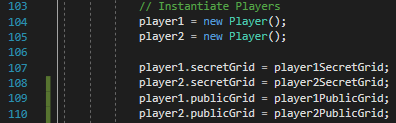 103 // Instantiate Players
104 player1 = new Player();
105 player2 = new Player();
106
107 player1.secretGrid = player1SecretGrid;
108 player2.secretGrid = player2SecretGrid;
109 player1.publicGrid = player1PublicGrid;
110 player2.publicGrid = player2PublicGrid;